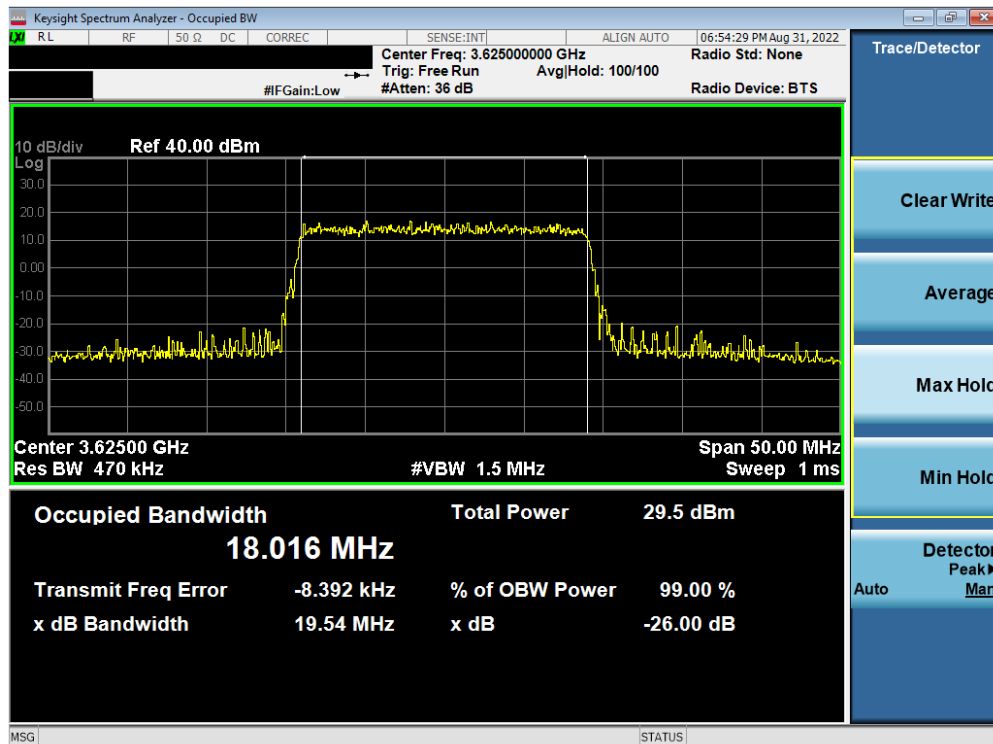 Keysight Spectrum Analyzer - Occupied BW
LXI RL RF 50 Ω DC CORREC SENSE:INT ALIGN AUTO 06:54:29 PM Aug 31, 2022
Center Freq: 3.625000000 GHz Radio Std: None
Trig: Free Run Avg|Hold: 100/100
#IFGain:Low #Atten: 36 dB Radio Device: BTS
10 dB/div Ref 40.00 dBm
Log
30.0
20.0
10.0
0.00
-10.0
-20.0
-30.0
-40.0
-50.0
Center 3.62500 GHz Span 50.00 MHz
Res BW 470 kHz #VBW 1.5 MHz Sweep 1 ms
Occupied Bandwidth Total Power 29.5 dBm
18.016 MHz
Transmit Freq Error -8.392 kHz % of OBW Power 99.00 %
x dB Bandwidth 19.54 MHz x dB -26.00 dB
MSG STATUS
Trace/Detector
Clear Write
Average
Max Hold
Min Hold
Detector
Peak
Auto Man